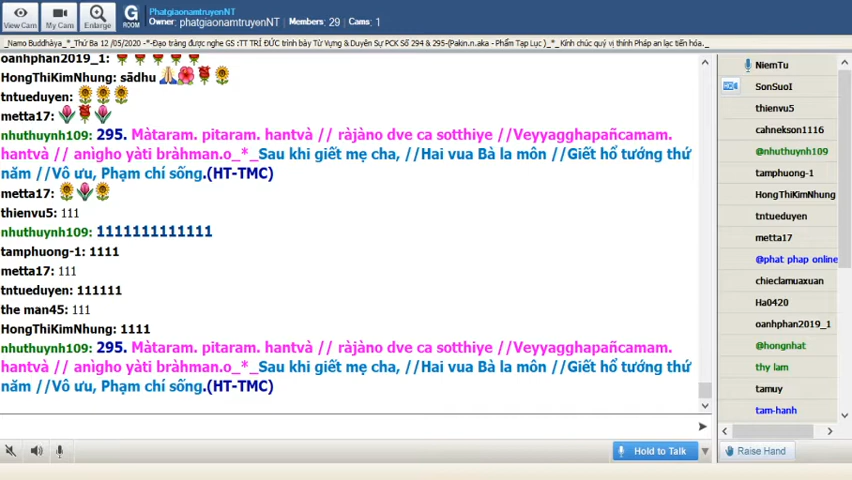 View Cam
My Cam
Enlarge
G
ROOM
PhatgiaonamtruyenNT
Owner: phatgiaonamtruyenNT | Members: 29 | Cams: 1
_Namo Buddhàya_*_Thứ Ba 12 /05/2020 -*-Đạo tràng được nghe GS :TT TRÍ ĐỨC trình bày Từ Vựng &Duyên Sự PCK Số 294 & 295-(Pakin.n.aka - Phẩm Tạp Lục )_*_Kính chúc quý vị thính Pháp an lạc tiến hóa._
oanhphan2019_1:
HongThiKimNhung: sādhu
tntueduyen:
metta17:
nhuthuynh109: 295. Màtaram. pitaram. hantvà // ràjàno dve ca sotthiye //Veyyagghapañcamam.
hantvà // anìgho yàti bràhman.o_*_Sau khi giết mẹ cha, //Hai vua Bà la môn //Giết hổ tướng thứ
năm //Vô ưu, Phạm chí sống.(HT-TMC)
metta17:
thienvu5: 111
nhuthuynh109: 1111111111111
tamphuong-1: 1111
metta17: 111
tntueduyen: 111111
the man45: 111
HongThiKimNhung: 1111
nhuthuynh109: 295. Màtaram. pitaram. hantvà // ràjàno dve ca sotthiye //Veyyagghapañcamam.
hantvà // anìgho yàti bràhman.o_*_Sau khi giết mẹ cha, //Hai vua Bà la môn //Giết hổ tướng thứ
năm //Vô ưu, Phạm chí sống.(HT-TMC)
NiemTu
HD
SonSuoI
thienvu5
cahnekson1116
@nhuthuynh109
tamphuong-1
HongThiKimNhung
tntueduyen
metta17
@phat phap online
chieclamuaxuan
Ha0420
oanhphan2019_1
@hongnhat
thy lam
tamuy
tam-hanh
Hold to Talk
Raise Hand